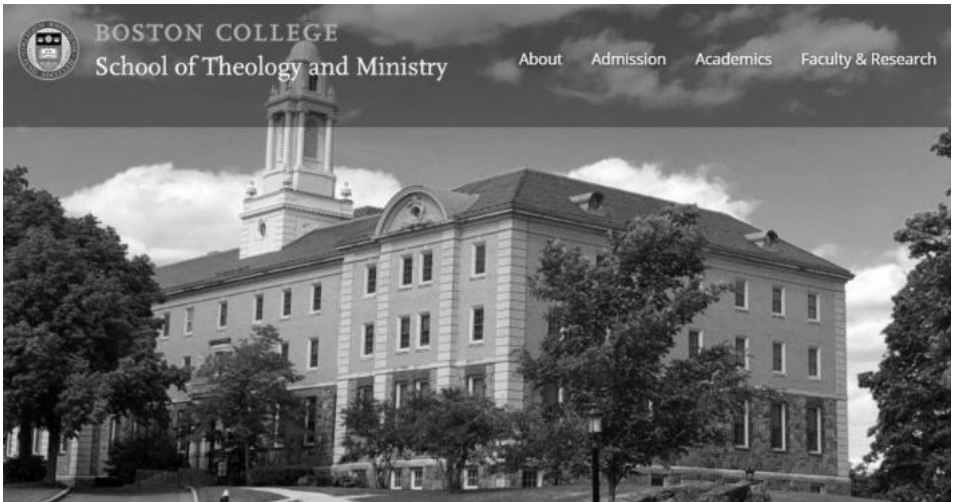 BOSTON COLLEGE
School of Theology and Ministry
About Admission Academics Faculty & Research